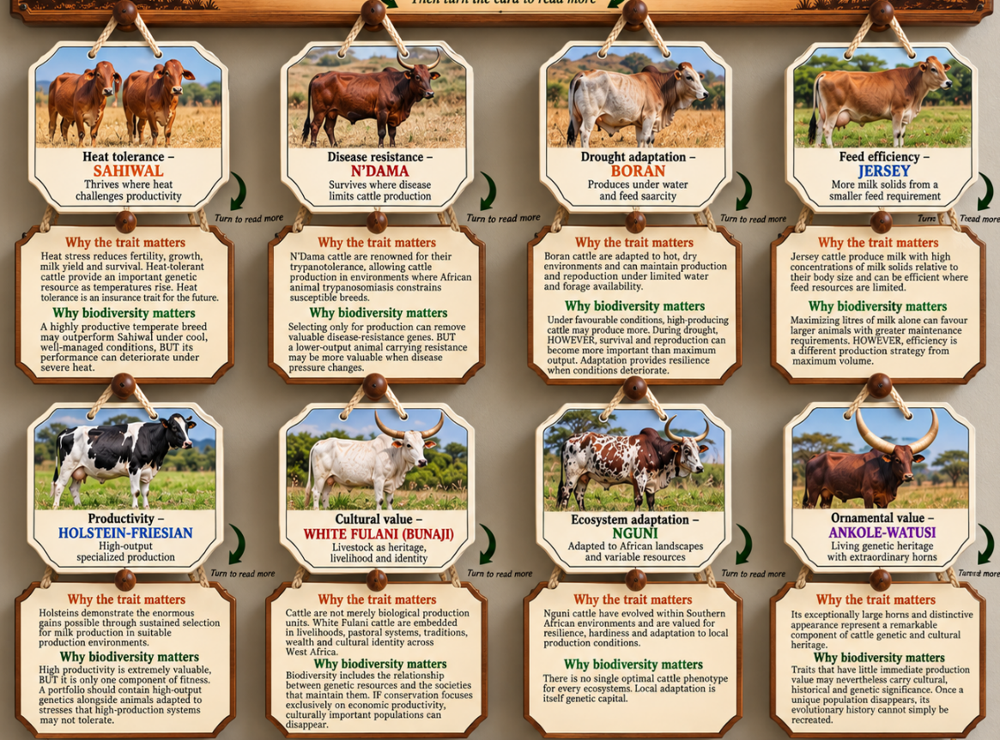 Then turn the card to read more
Heat tolerance –
SAHIWAL
Thrives where heat
challenges productivity
Turn to read more
Why the trait matters
Heat stress reduces fertility, growth,
milk yield and survival. Heat-tolerant
cattle provide an important genetic
resource as temperatures rise. Heat
tolerance is an insurance trait for the future.
Why biodiversity matters
A highly productive temperate breed
may outperform Sahiwal under cool,
well-managed conditions, BUT its
performance can deteriorate under
severe heat.
Disease resistance –
N'DAMA
Survives where disease
limits cattle production
Turn to read more
Why the trait matters
N'Dama cattle are renowned for their
trypanotolerance, allowing cattle
production in environments where African
animal trypanosomiasis constrains
susceptible breeds.
Why biodiversity matters
Selecting only for production can remove
valuable disease-resistance genes. BUT
a lower-output animal carrying resistance
may be more valuable when disease
pressure changes.
Drought adaptation –
BORAN
Produces under water
and feed saarcity
Turn to read more
Why the trait matters
Boran cattle are adapted to hot, dry
environments and can maintain production
and repoduction under limited water
and forage availability.
Why biodiversity matters
Under favourable conditions, high-producing
cattle may produce more. During drought,
HOWEVER, survival and reproduction can
become more important than maximum
output. Adaptation provides resilience
when conditions deteriorate.
Feed efficiency –
JERSEY
More milk solids from a
smaller feed requirement
Turn: Tread more
Why the trait matters
Jersey cattle produce milk with high
concentrations of milk solids relative to
their body size and can be efficient where
feed resources are limited.
Why biodiversity matters
Maximizing litres of milk alone can favour
larger animals with greater maintenance
requirements. HOWEVER, efficiency is
a different production strategy from
maximum volume.
Productivity –
HOLSTEIN-FRIESIAN
High-output
specialized production
Turn to read more
Why the trait matters
Holsteins demonstrate the enormous
gains possible through sustained selection
for milk production in suitable
production environments.
Why biodiversity matters
High productivity is extremely valuable,
BUT it is only one component of fitness.
A portfolio should contain high-output
genetics alongside animals adapted to
stresses that high-production systems
may not tolerate.
Cultural value –
WHITE FULANI (BUNAJI)
Livestock as heritage,
livelihood and identity
Turn to read more
Why the trait matters
Cattle are not merely biological production
units. White Fulani cattle are embedded
in livelihoods, pastoral systems, traditions,
wealth and cultural identity across
West Africa.
Why biodiversity matters
Biodiversity includes the relationship
between genetic resources and the societies
that maintain them. IF conservation focuses
exclusively on economic productivity,
culturally important populations can
disappear.
Ecosystem adaptation –
NGUNI
Adapted to African landscapes
and variable resources
Turn to read more
Why the trait matters
Nguni cattle have evolved within Southern
African environments and are valued for
resilience, hardiness and adaptation to local
production conditions.
Why biodiversity matters
There is no single optimal cattle phenotype
for every ecosystems. Local adaptation is
itself genetic capital.
Ornamental value –
ANKOLE-WATUSI
Living genetic heritage
with extraordinary horns
more
Why the trait matters
Its exceptionally large horns and distinctive
appearance represent a remarkable
component of cattle genetic and cultural
heritage.
Why biodiversity matters
Traits that have little immediate production
value may nevertheless carry cultural,
historical and genetic significance. Once a
unique population disappears, its
evolutionary history cannot simply be
recreated.